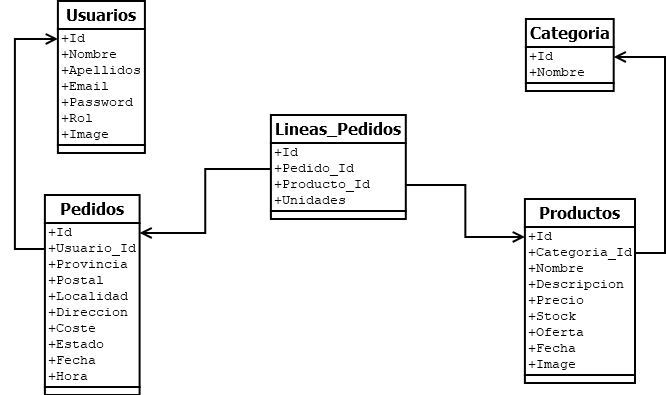 Usuarios
+Id
+Nombre
+Apellidos
+Email
+Password
+Rol
+Image
Categoria
+Id
+Nombre
Lineas_Pedidos
+Id
+Pedido_Id
+Producto_Id
+Unidades
Pedidos
+Id
+Usuario_Id
+Provincia
+Postal
+Localidad
+Direccion
+Coste
+Estado
+Fecha
+Hora
Productos
+Id
+Categoria_Id
+Nombre
+Descripcion
+Precio
+Stock
+Oferta
+Fecha
+Image